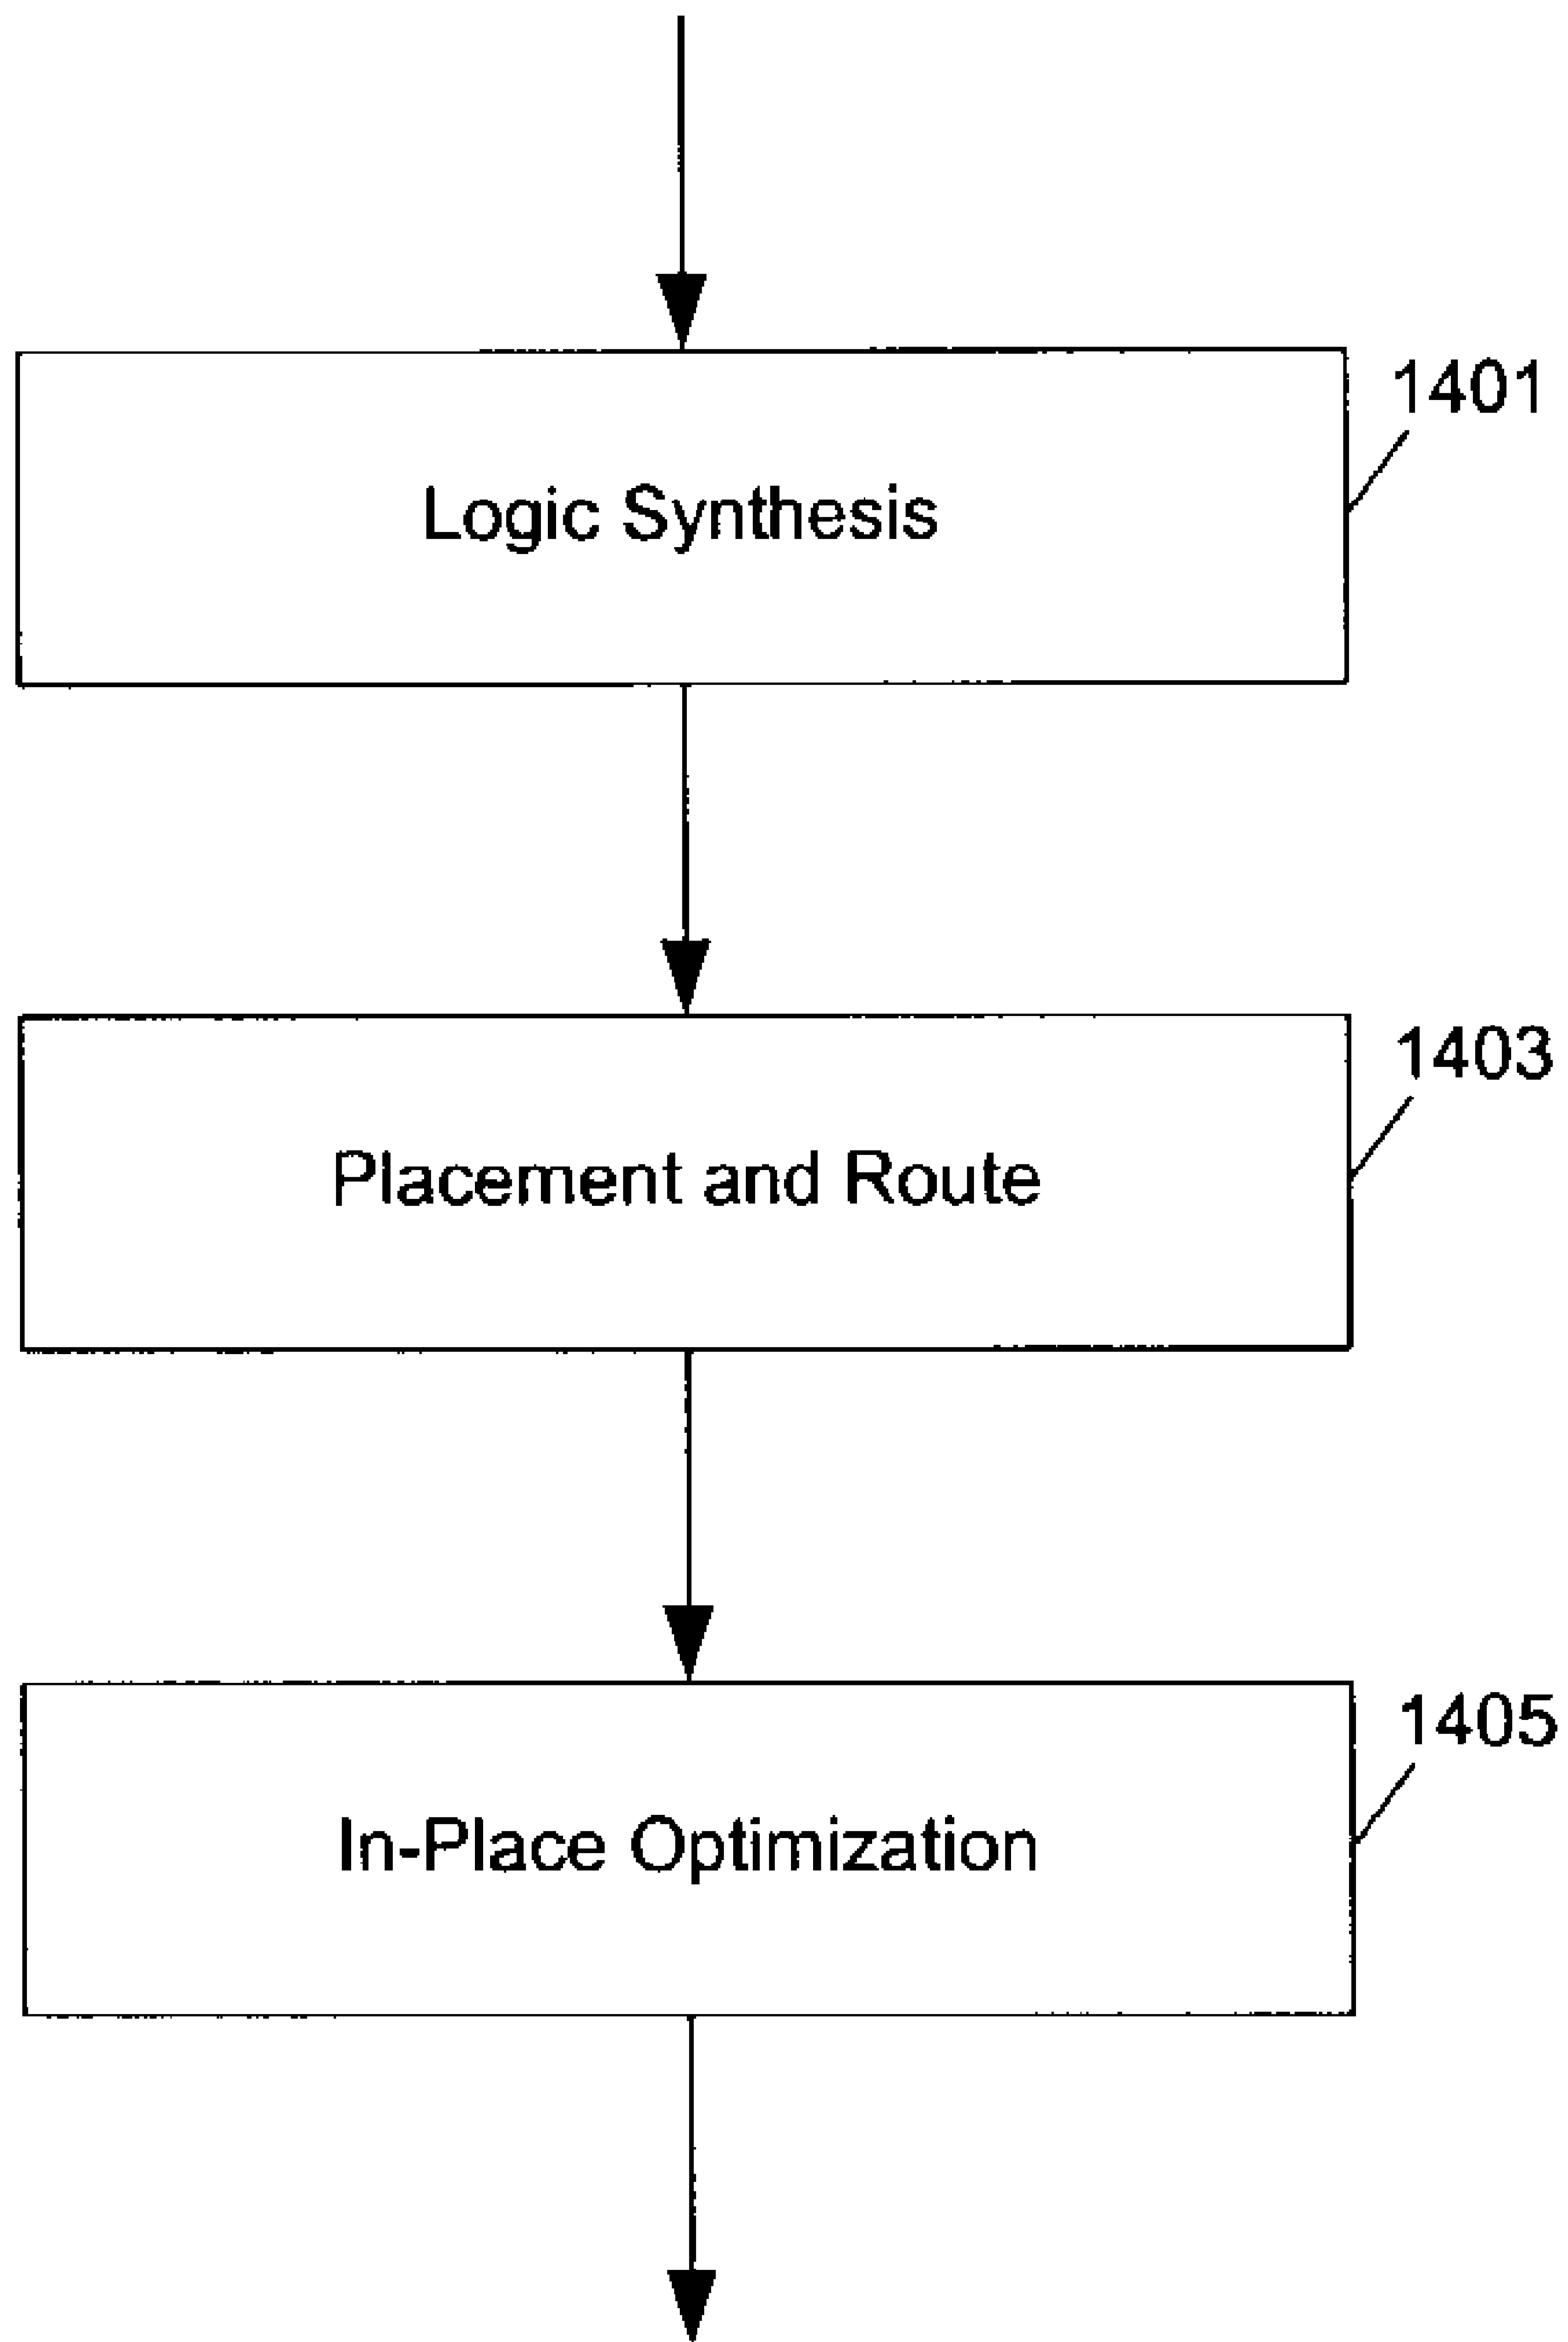 1401
Logic Synthesis
1403
Placement and Route
1405
In-Place Optimization